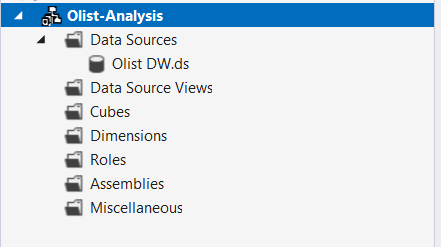 Olist-Analysis
Data Sources
Olist DW.ds
Data Source Views
Cubes
Dimensions
Roles
Assemblies
Miscellaneous